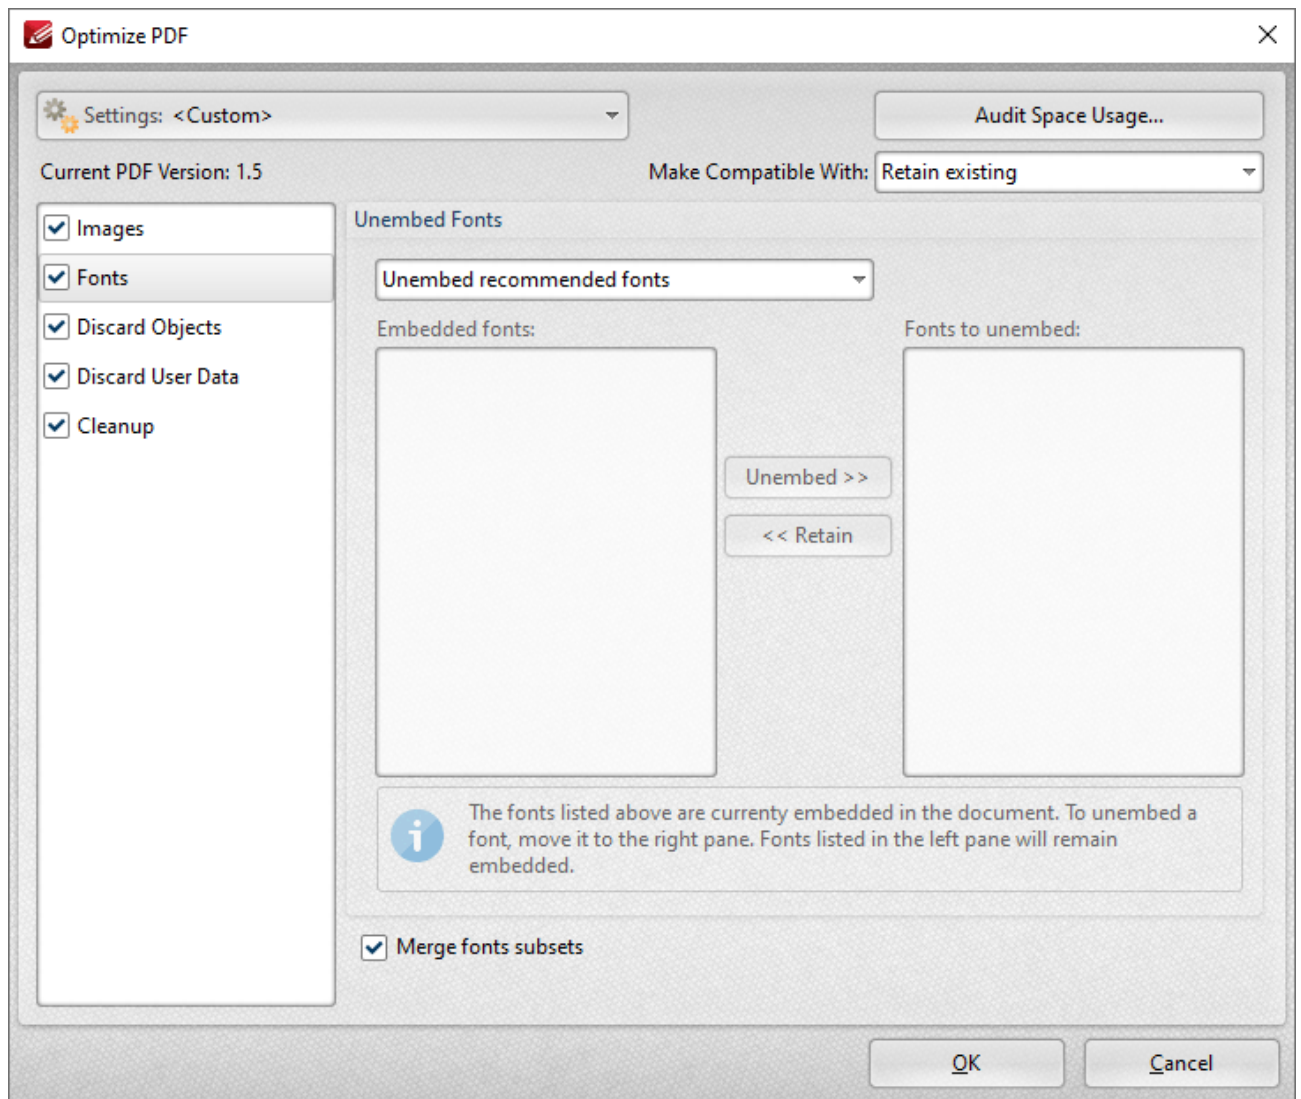 Optimize PDF
Settings: <Custom>
Audit Space Usage...
Current PDF Version: 1.5
Make Compatible With: Retain existing
Images
Fonts
Discard Objects
Discard User Data
Cleanup
Unembed Fonts
Unembed recommended fonts
Embedded fonts:
Fonts to unembed:
Unembed >>
<< Retain
The fonts listed above are currenty embedded in the document. To unembed a
font, move it to the right pane. Fonts listed in the left pane will remain
embedded.
Merge fonts subsets
OK
Cancel